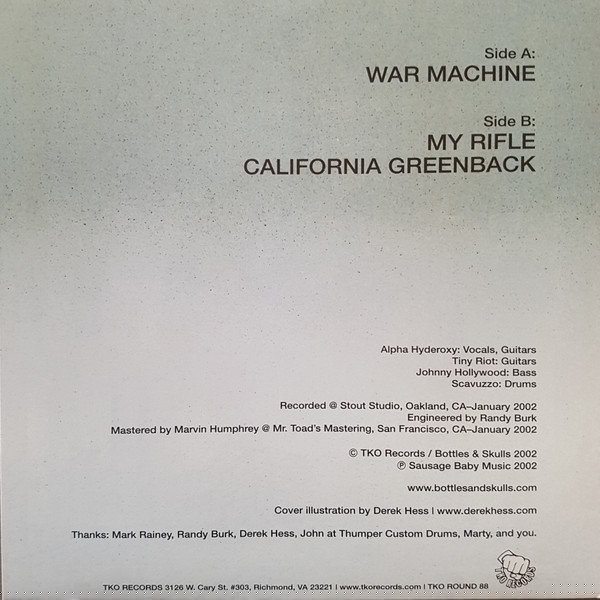 Side A:
WAR MACHINE
Side B:
MY RIFLE
CALIFORNIA GREENBACK
Alpha Hyderoxy: Vocals, Guitars
Tiny Riot: Guitars
Johnny Hollywood: Bass
Scavuzzo: Drums
Recorded @ Stout Studio, Oakland, CA–January 2002
Engineered by Randy Burk
Mastered by Marvin Humphrey @ Mr. Toad's Mastering, San Francisco, CA–January 2002
© TKO Records / Bottles & Skulls 2002
℗ Sausage Baby Music 2002
www.bottlesandskulls.com
Cover illustration by Derek Hess | www.derekhess.com
Thanks: Mark Rainey, Randy Burk, Derek Hess, John at Thumper Custom Drums, Marty, and you.
TKO RECORDS
TKO RECORDS 3126 W. Cary St. #303, Richmond, VA 23221 | www.tkorecords.com | TKO ROUND 88